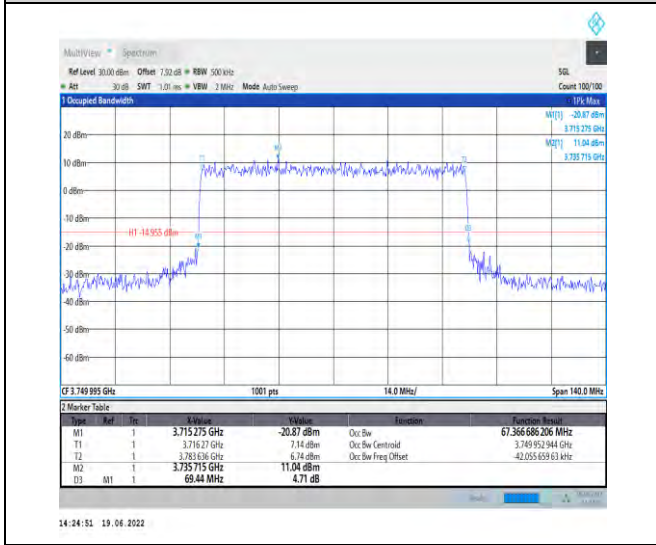 MultiView Spectrum
Ref Level 30.00 dBm Offset 7.92 dB RBW 500 kHz SGL
Att 30 dB SWT 1.01 ms VBW 2 MHz Mode Auto Sweep Count 100/100
1 Occupied Bandwidth 1Pk Max
M1[1] -20.87 dBm
3.715 275 GHz
M2[1] 11.04 dBm
3.735 715 GHz
20 dBm
10 dBm
0 dBm
-10 dBm
H1 -14.955 dBm
-20 dBm
-30 dBm
-40 dBm
-50 dBm
-60 dBm
CF 3.749 995 GHz 1001 pts 14.0 MHz/ Span 140.0 MHz
2 Marker Table
Type Ref Trc X-Value Y-Value Function Function Result
M1 1 3.715 275 GHz -20.87 dBm Occ Bw 67.366 686 206 MHz
T1 1 3.716 27 GHz 7.14 dBm Occ Bw Centroid 3.749 952 944 GHz
T2 1 3.783 636 GHz 6.74 dBm Occ Bw Freq Offset -42.055 659 63 kHz
M2 1 3.735 715 GHz 11.04 dBm
D3 M1 1 69.44 MHz 4.71 dB
14:24:51 19.06.2022